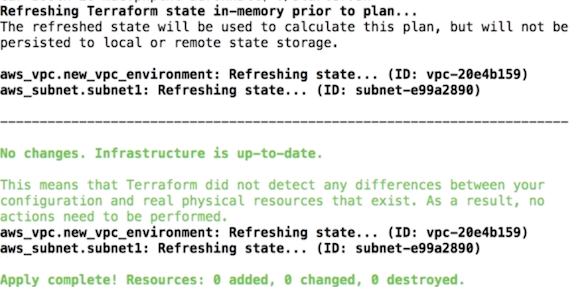 Refreshing Terraform state in-memory prior to plan...
The refreshed state will be used to calculate this plan, but will not be
persisted to local or remote state storage.
aws_vpc.new_vpc_environment: Refreshing state... (ID: vpc-20e4b159)
aws_subnet.subnet1: Refreshing state... (ID: subnet-e99a2890)
------------------------------------------------------------------------
No changes. Infrastructure is up-to-date.
This means that Terraform did not detect any differences between your
configuration and real physical resources that exist. As a result, no
actions need to be performed.
aws_vpc.new_vpc_environment: Refreshing state... (ID: vpc-20e4b159)
aws_subnet.subnet1: Refreshing state... (ID: subnet-e99a2890)
Apply complete! Resources: 0 added, 0 changed, 0 destroyed.